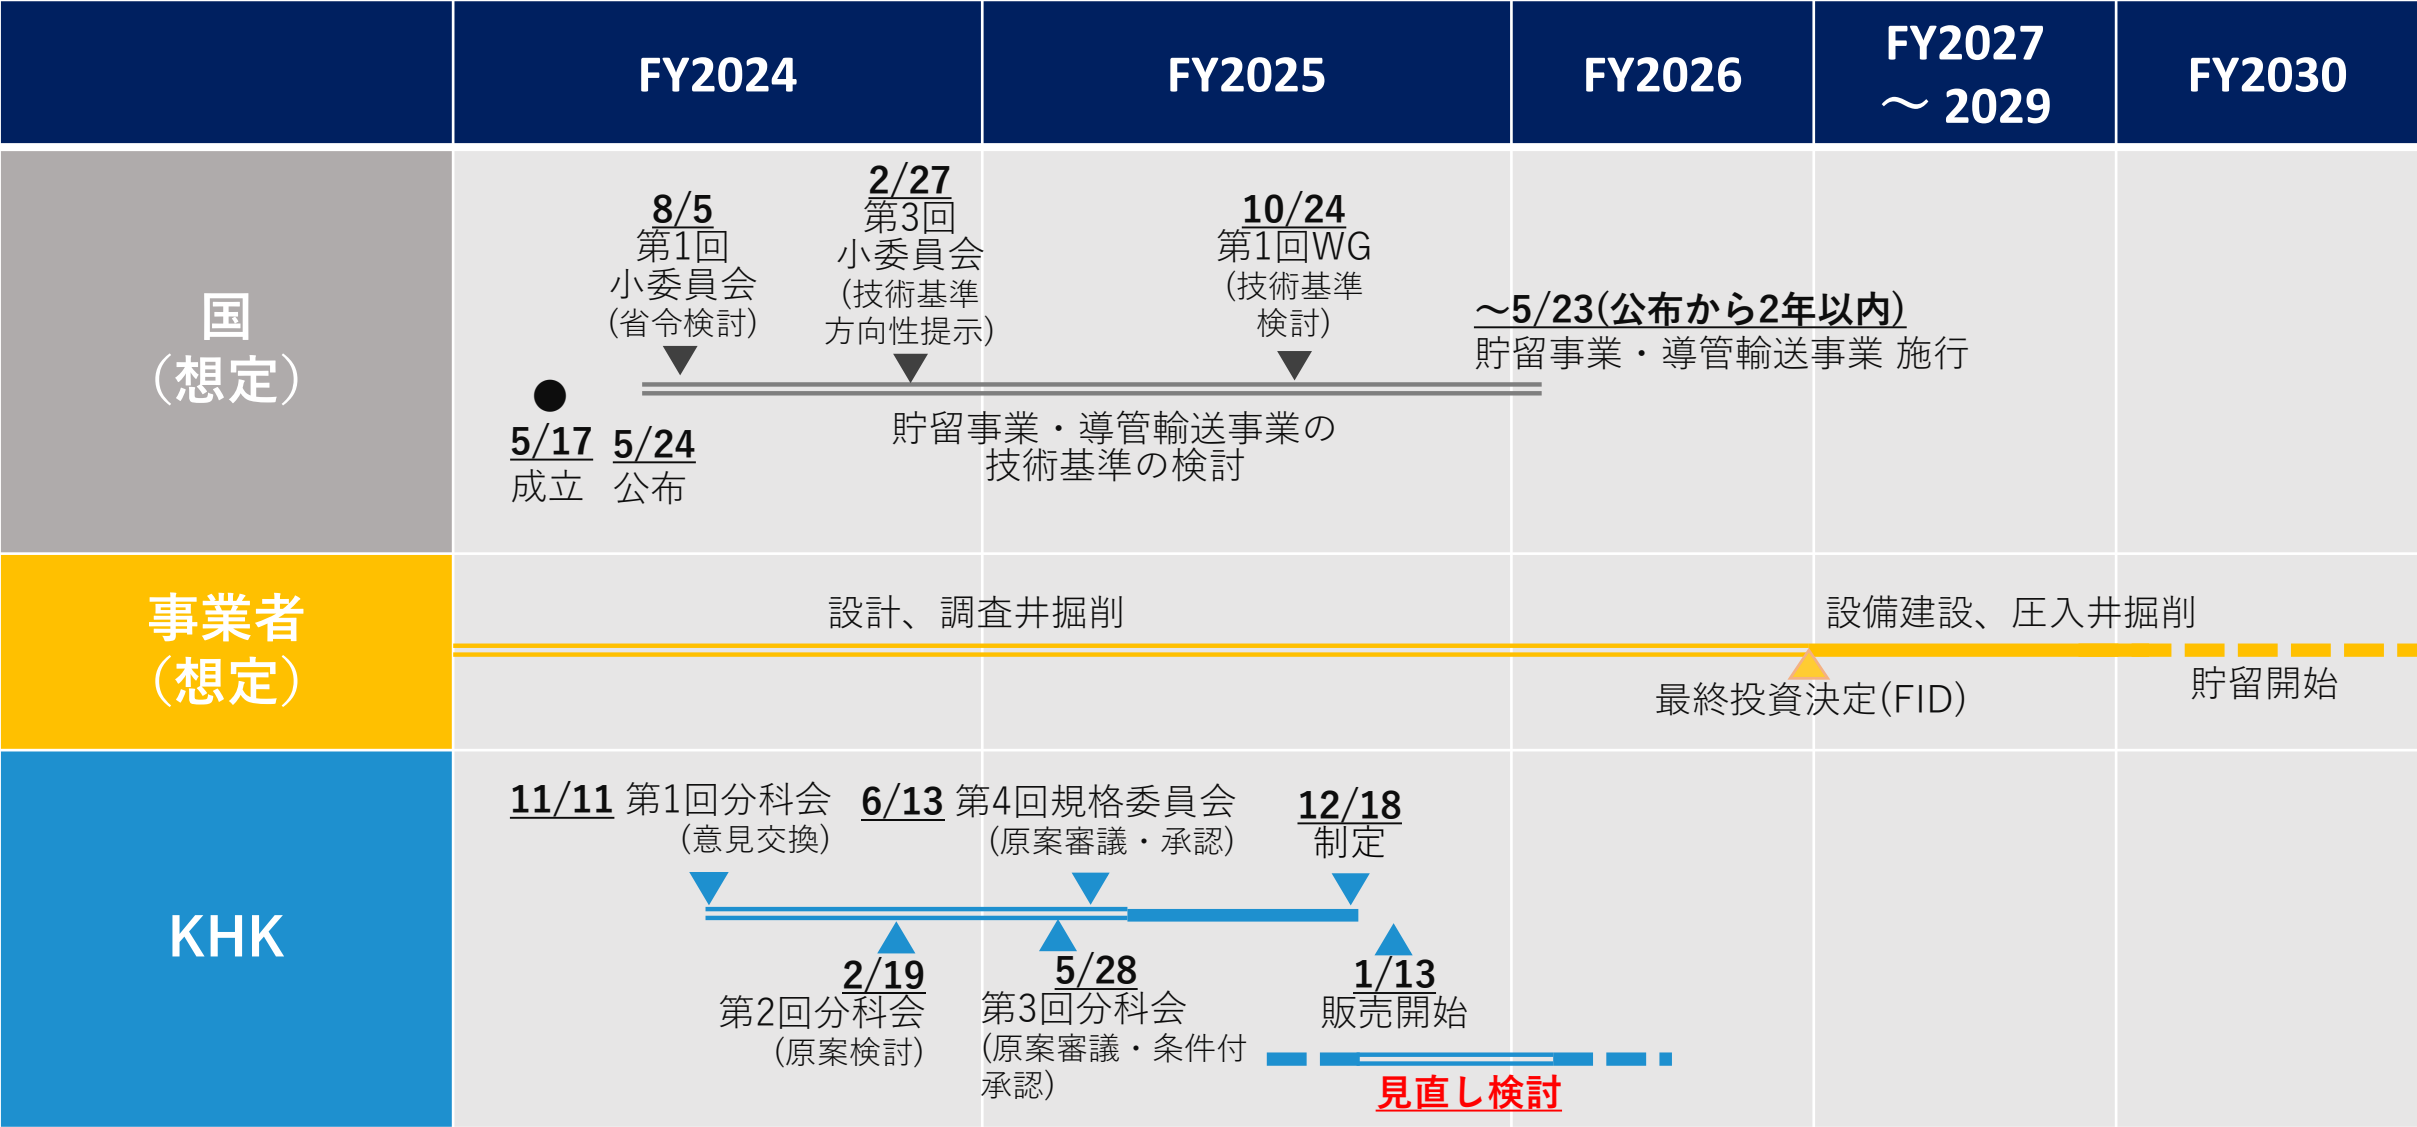 FY2024
FY2025
FY2026
FY2027
～ 2029
FY2030
国
（想定）
8/5
第1回
小委員会
(省令検討)
2/27
第3回
小委員会
(技術基準
方向性提示)
10/24
第1回WG
(技術基準
検討)
～5/23(公布から2年以内)
貯留事業・導管輸送事業 施行
5/17
成立
5/24
公布
貯留事業・導管輸送事業の
技術基準の検討
事業者
（想定）
設計、調査井掘削
設備建設、圧入井掘削
最終投資決定(FID)
貯留開始
KHK
11/11 第1回分科会
(意見交換)
6/13 第4回規格委員会
(原案審議・承認)
12/18
制定
2/19
第2回分科会
(原案検討)
5/28
第3回分科会
(原案審議・条件付
承認)
1/13
販売開始
見直し検討